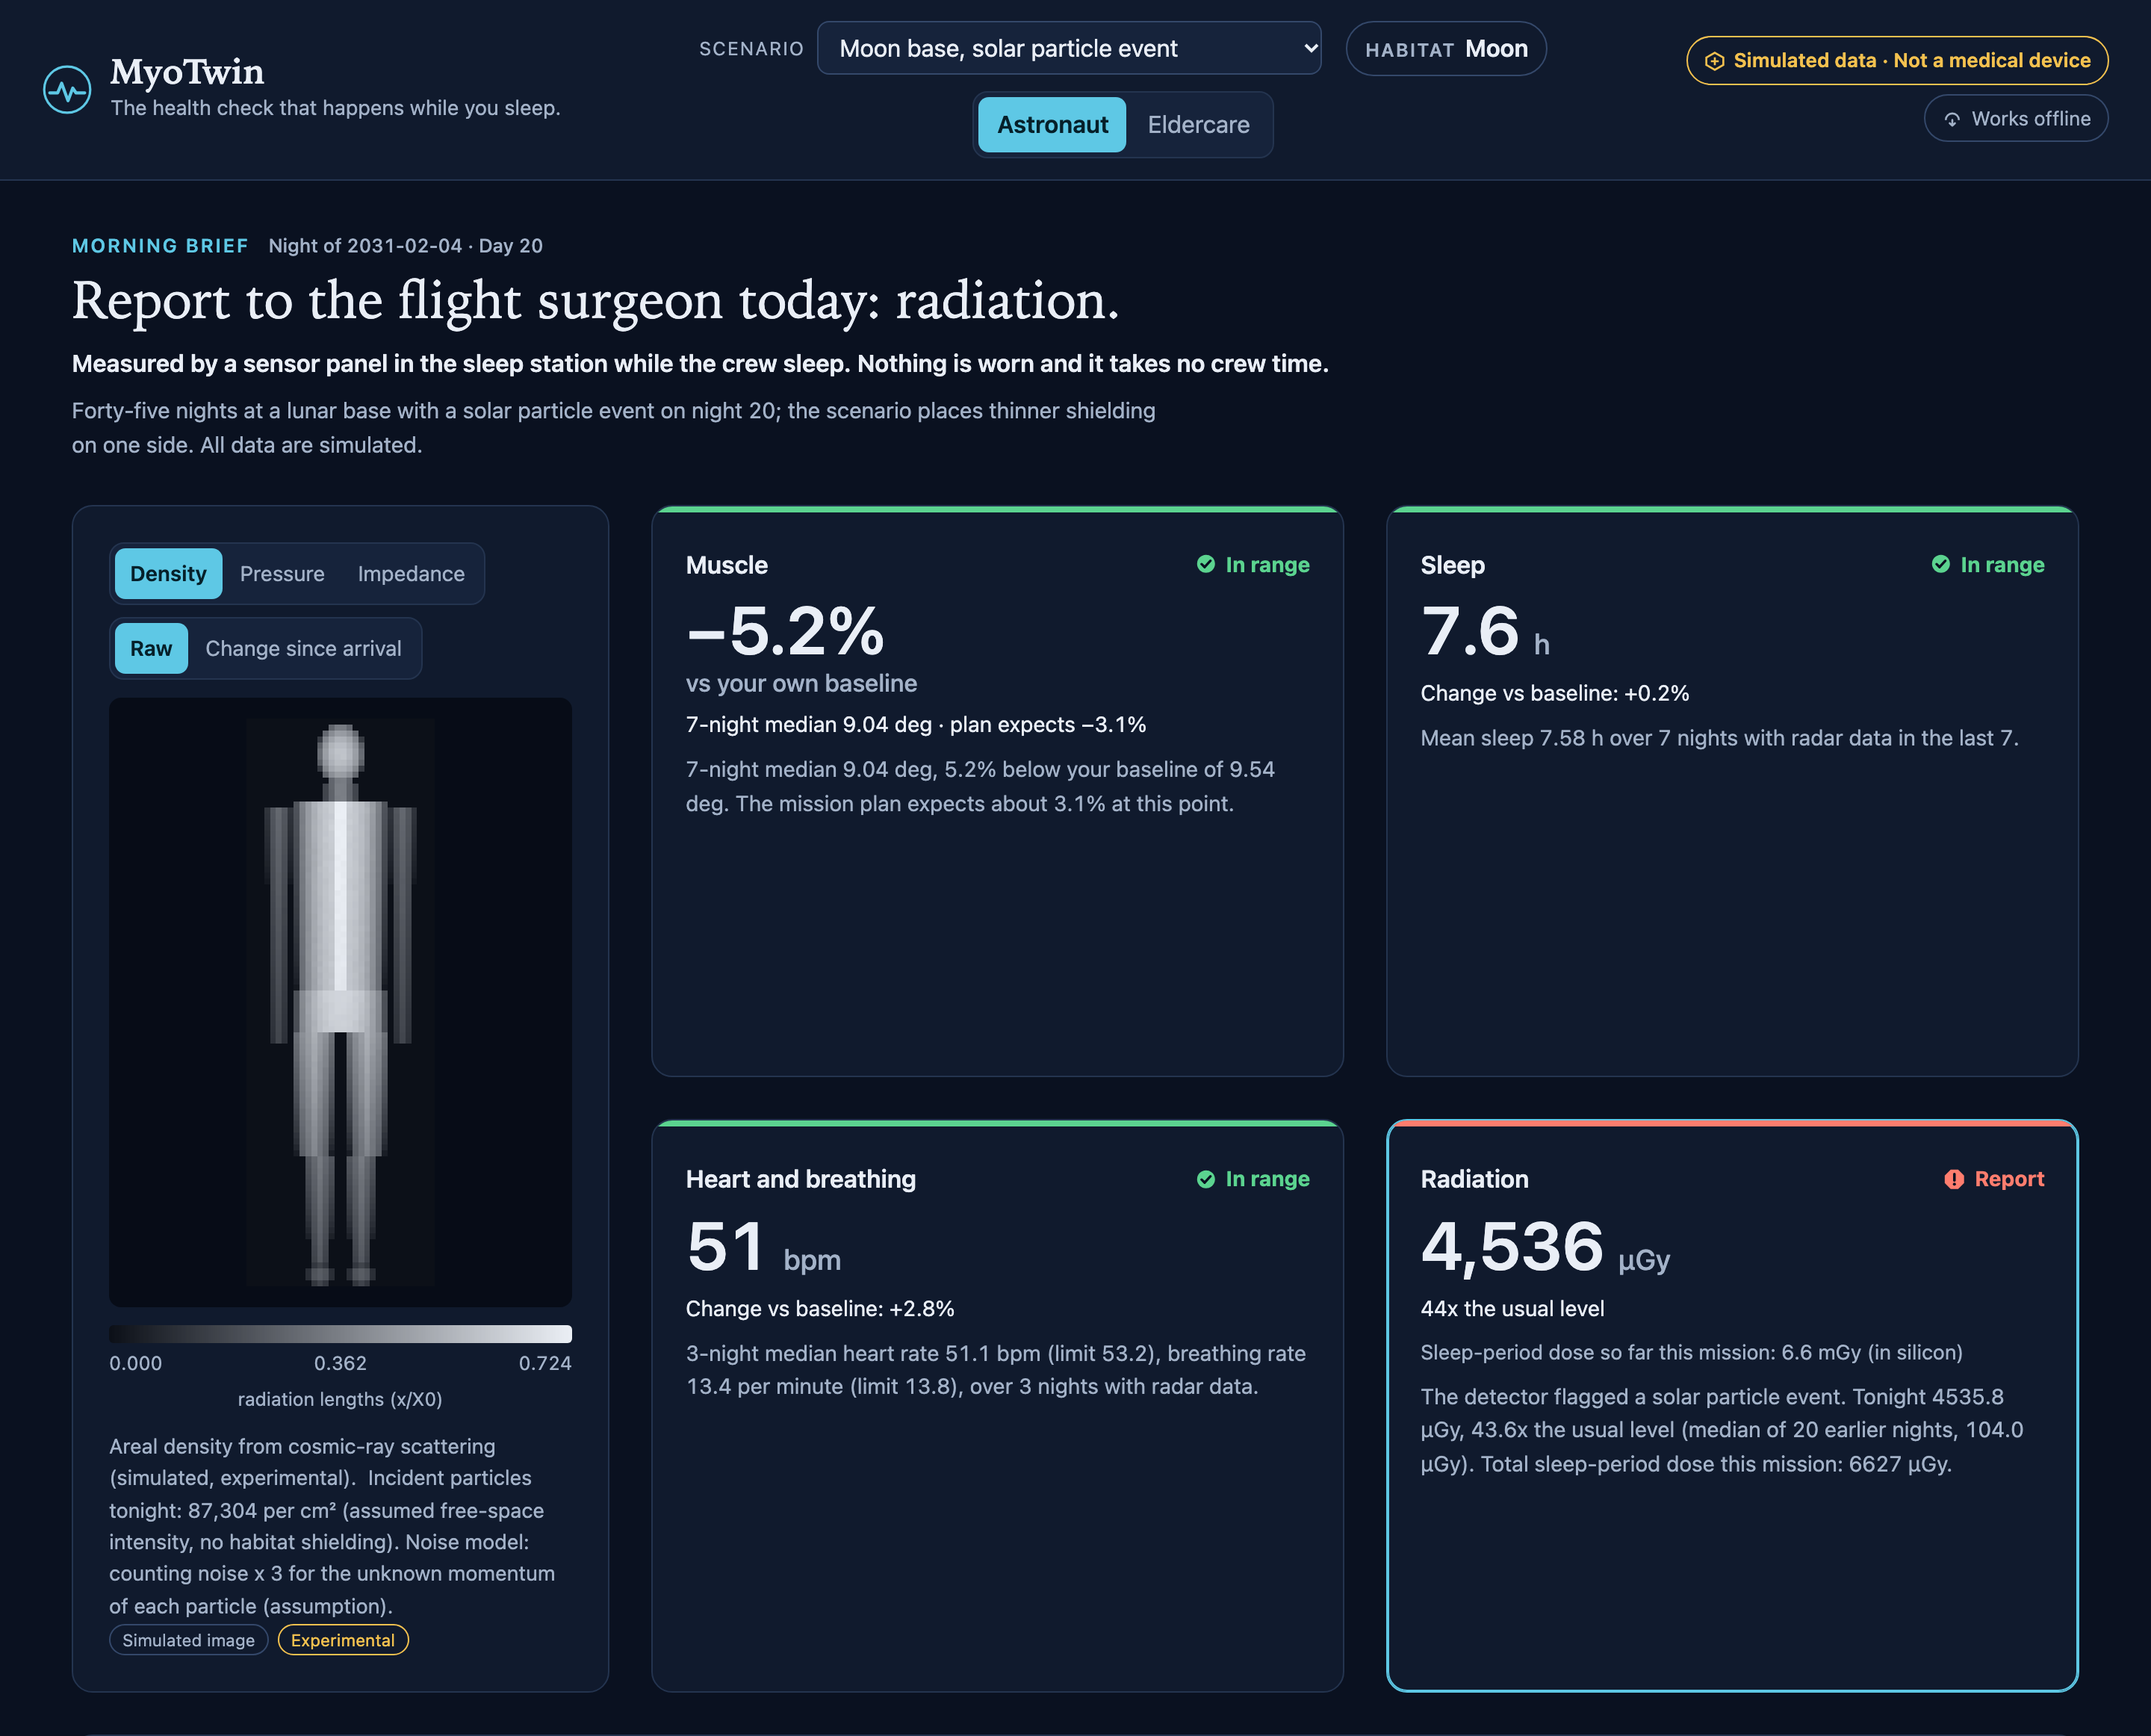 MyoTwin
The health check that happens while you sleep.
SCENARIO
Moon base, solar particle event
HABITAT Moon
Astronaut
Eldercare
Simulated data · Not a medical device
Works offline
MORNING BRIEF Night of 2031-02-04 · Day 20
Report to the flight surgeon today: radiation.
Measured by a sensor panel in the sleep station while the crew sleep. Nothing is worn and it takes no crew time.
Forty-five nights at a lunar base with a solar particle event on night 20; the scenario places thinner shielding
on one side. All data are simulated.
Density Pressure Impedance
Raw Change since arrival
0.000 0.362 0.724
radiation lengths (x/X0)
Areal density from cosmic-ray scattering
(simulated, experimental). Incident particles
tonight: 87,304 per cm² (assumed free-space
intensity, no habitat shielding). Noise model:
counting noise x 3 for the unknown momentum
of each particle (assumption).
Simulated image Experimental
Muscle
In range
−5.2%
vs your own baseline
7-night median 9.04 deg · plan expects −3.1%
7-night median 9.04 deg, 5.2% below your baseline of 9.54
deg. The mission plan expects about 3.1% at this point.
Sleep
In range
7.6 h
Change vs baseline: +0.2%
Mean sleep 7.58 h over 7 nights with radar data in the last 7.
Heart and breathing
In range
51 bpm
Change vs baseline: +2.8%
3-night median heart rate 51.1 bpm (limit 53.2), breathing rate
13.4 per minute (limit 13.8), over 3 nights with radar data.
Radiation
Report
4,536 µGy
44x the usual level
Sleep-period dose so far this mission: 6.6 mGy (in silicon)
The detector flagged a solar particle event. Tonight 4535.8
µGy, 43.6x the usual level (median of 20 earlier nights, 104.0
µGy). Total sleep-period dose this mission: 6627 µGy.